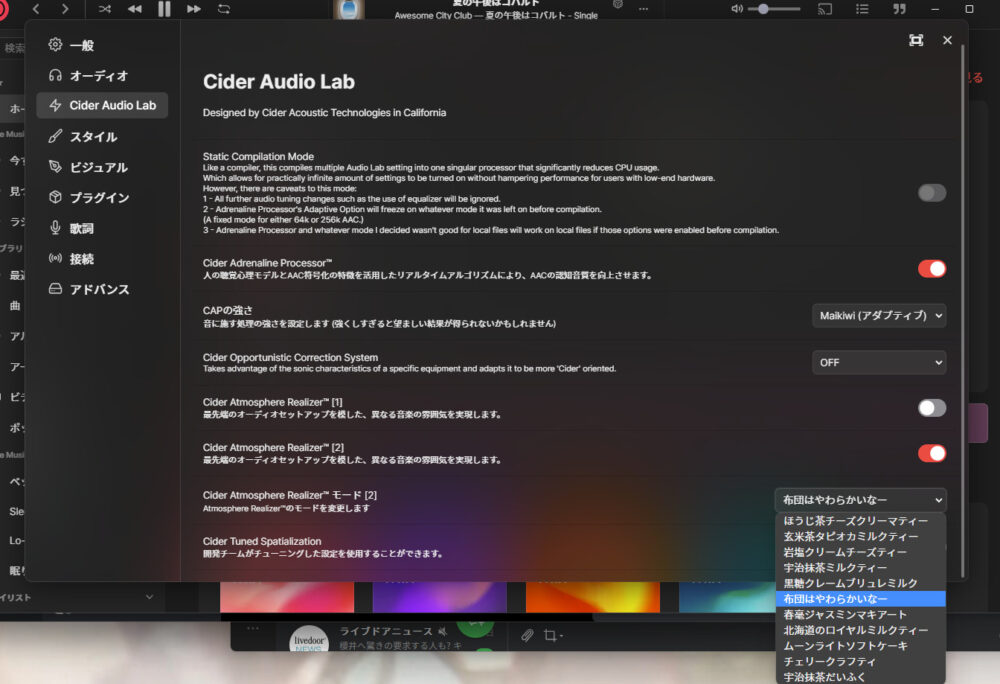 夏の午後はコバルト
Awesome City Club — 夏の午後はコバルト - Single
検索
一般
オーディオ
Cider Audio Lab
スタイル
ビジュアル
プラグイン
歌詞
接続
アドバンス
Cider Audio Lab
Designed by Cider Acoustic Technologies in California
Static Compilation Mode
Like a compiler, this compiles multiple Audio Lab setting into one singular processor that significantly reduces CPU usage.
Which allows for practically infinite amount of settings to be turned on without hampering performance for users with low-end hardware.
However, there are caveats to this mode:
1 - All further audio tuning changes such as the use of equalizer will be ignored.
2 - Adrenaline Processor's Adaptive Option will freeze on whatever mode it was left on before compilation.
(A fixed mode for either 64k or 256k AAC.)
3 - Adrenaline Processor and whatever mode I decided wasn't good for local files will work on local files if those options were enabled before compilation.
Cider Adrenaline Processor™
人の聴覚心理モデルとAAC符号化の特徴を活用したリアルタイムアルゴリズムにより、AACの認知音質を向上させます。
CAPの強さ
音に施す処理の強さを設定します (強くしすぎると望ましい結果が得られないかもしれません)
Maikiwi (アダプティブ)
Cider Opportunistic Correction System
Takes advantage of the sonic characteristics of a specific equipment and adapts it to be more 'Cider' oriented.
OFF
Cider Atmosphere Realizer™ [1]
最先端のオーディオセットアップを模した、異なる音楽の雰囲気を実現します。
Cider Atmosphere Realizer™ [2]
最先端のオーディオセットアップを模した、異なる音楽の雰囲気を実現します。
Cider Atmosphere Realizer™ モード [2]
Atmosphere Realizer™のモードを変更します
布団はやわらかいなー
ほうじ茶チーズクリーマティー
玄米茶タピオカミルクティー
岩塩クリームチーズティー
宇治抹茶ミルクティー
黒糖クレームブリュレミルク
布団はやわらかいなー
春毫ジャスミンマキアート
北海道のロイヤルミルクティー
ムーンライトソフトケーキ
チェリークラフティ
宇治抹茶だいふく
Cider Tuned Spatialization
開発チームがチューニングした設定を使用することができます。
livedoor
NEWS
ライブドアニュース
櫻井へ驚きの要求する人も? キ